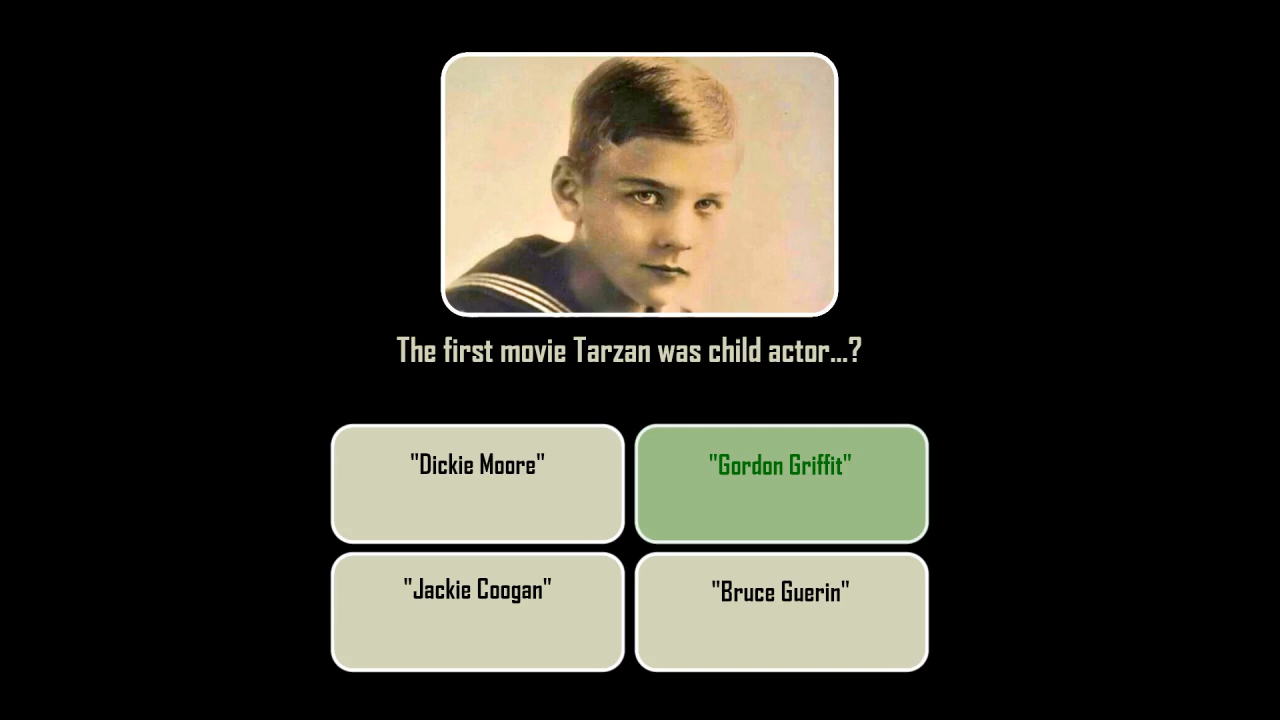 The first movie Tarzan was child actor...?
"Dickie Moore"
"Gordon Griffit"
"Jackie Coogan"
"Bruce Guerin"